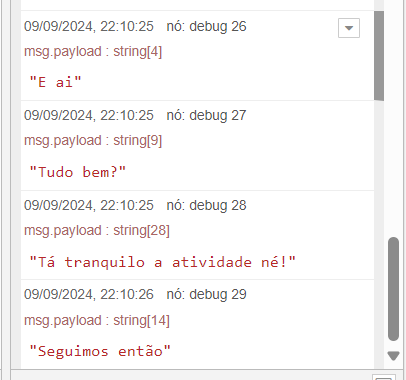 09/09/2024, 22:10:25 nó: debug 26
msg.payload : string[4]
"E ai"
09/09/2024, 22:10:25 nó: debug 27
msg.payload : string[9]
"Tudo bem?"
09/09/2024, 22:10:25 nó: debug 28
msg.payload : string[28]
"Tá tranquilo a atividade né!"
09/09/2024, 22:10:26 nó: debug 29
msg.payload : string[14]
"Seguimos então"